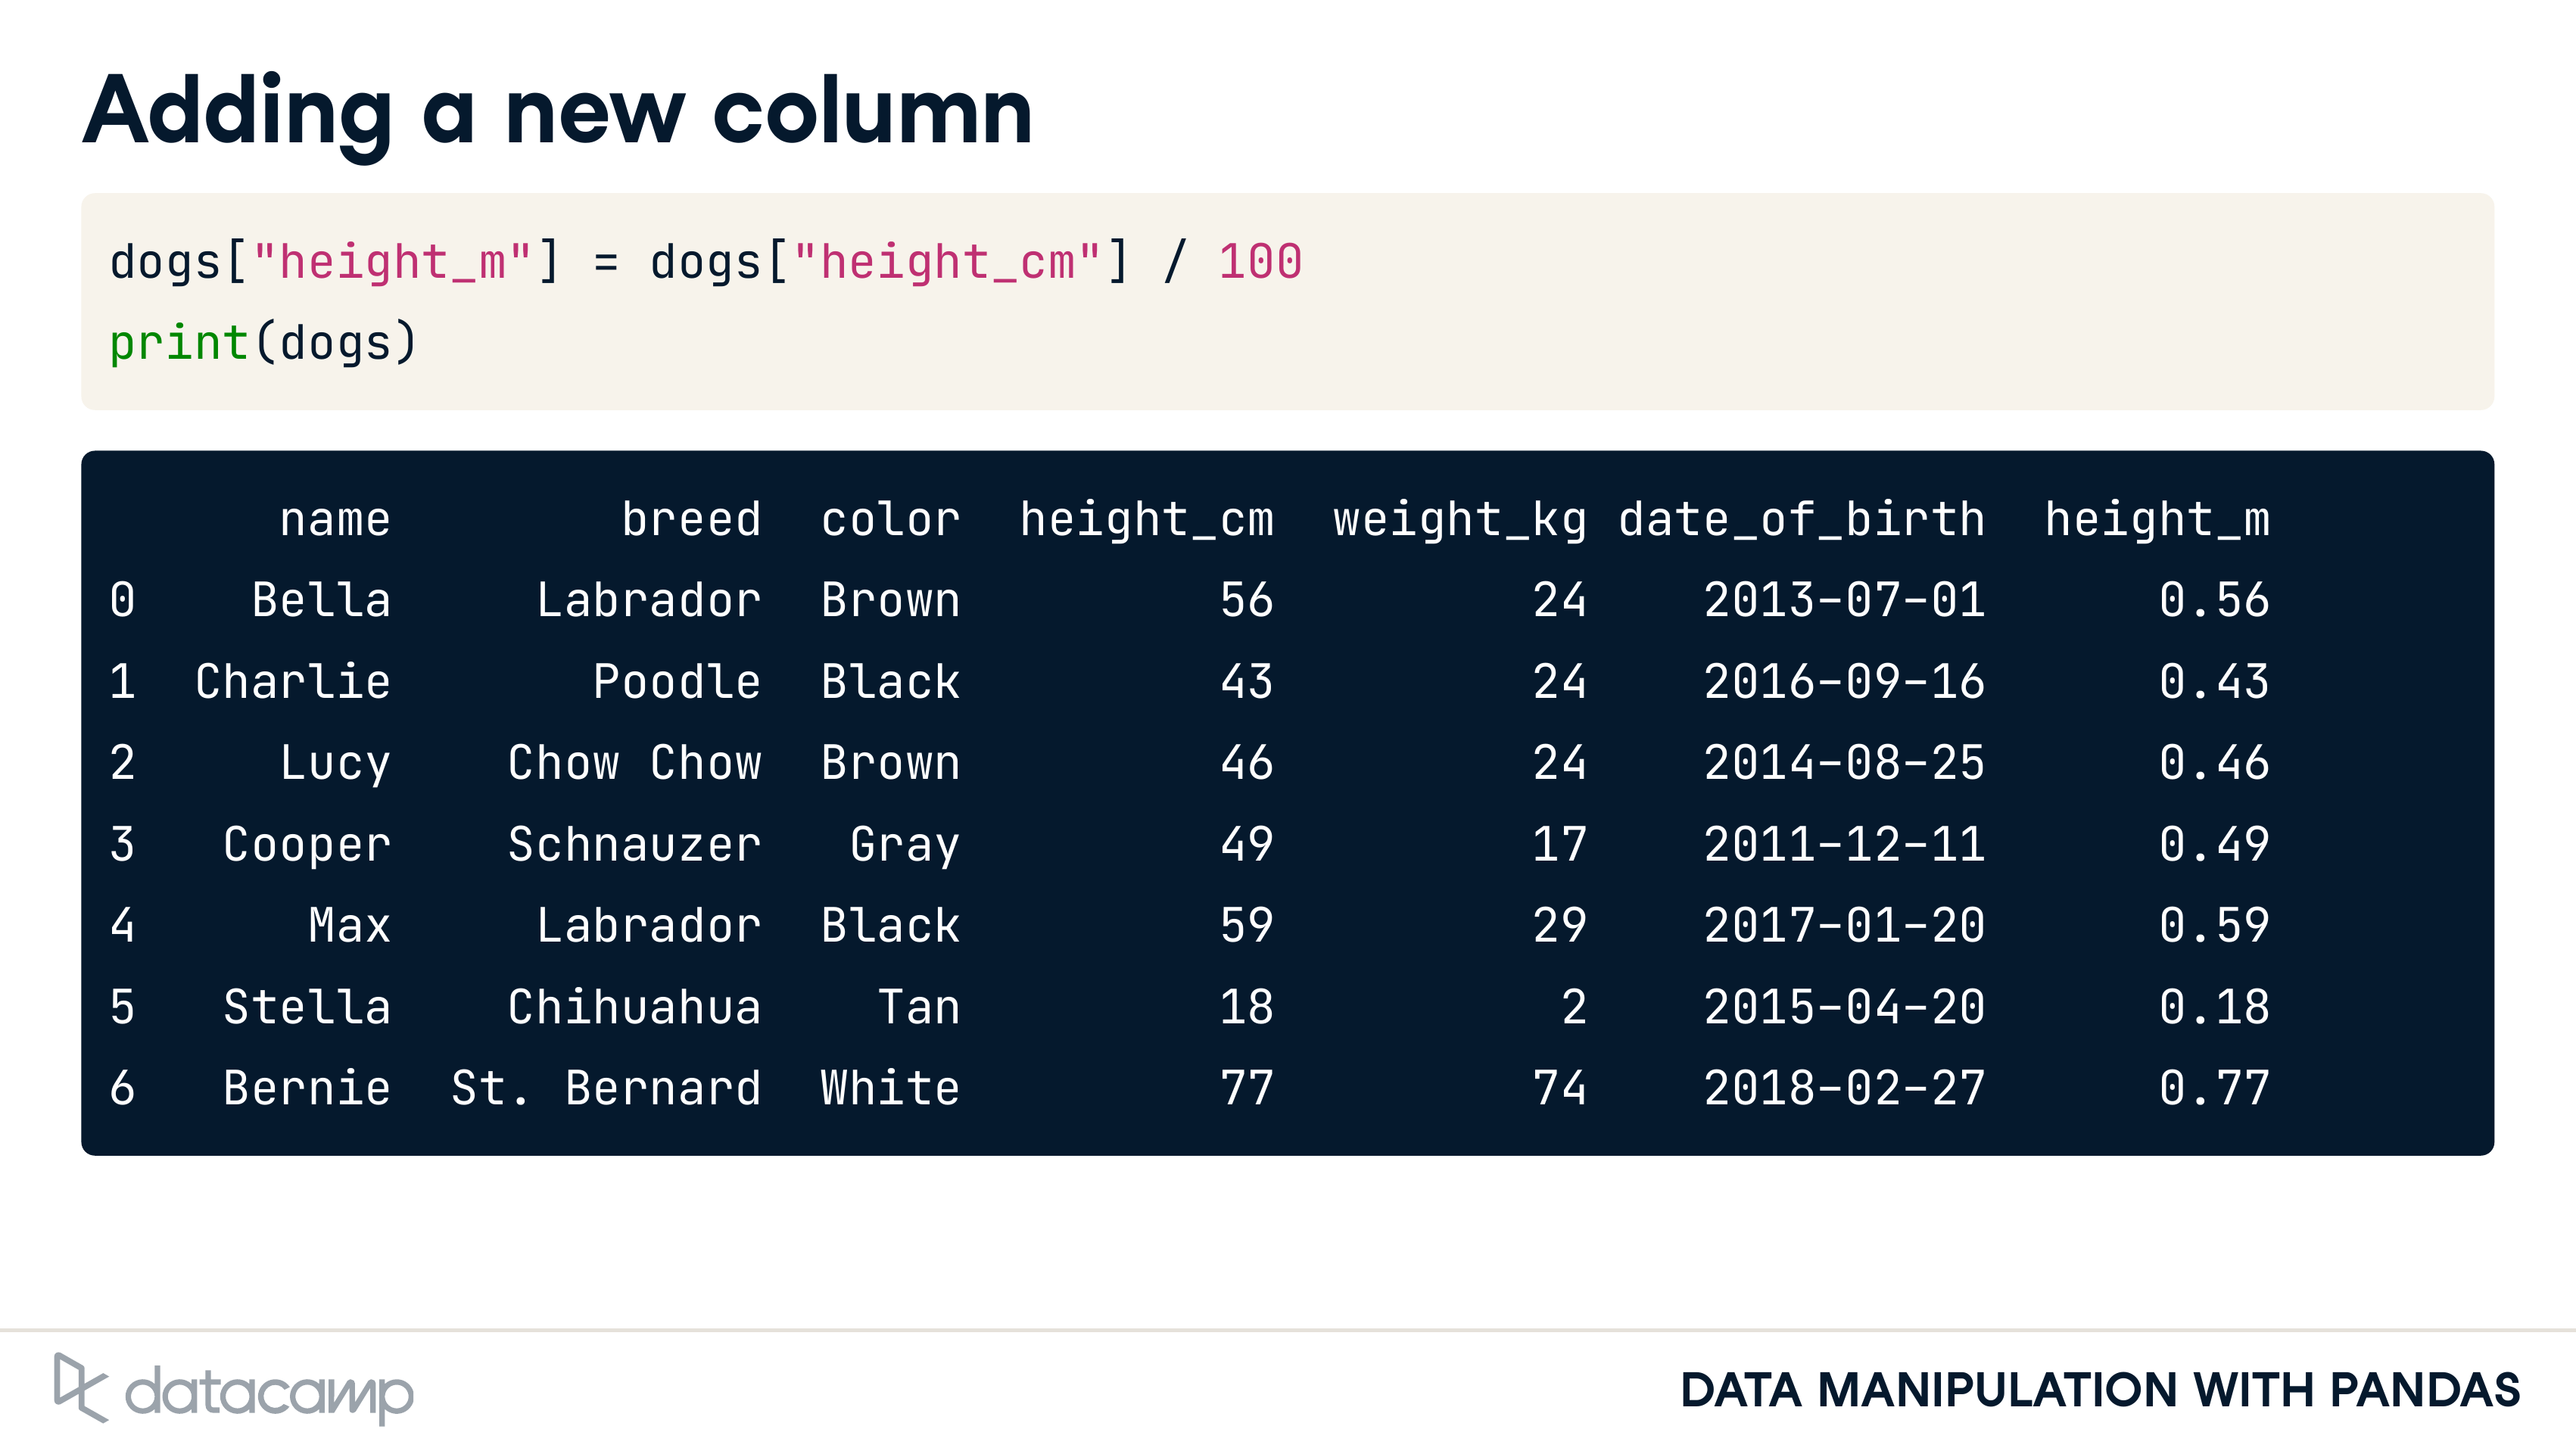 Adding a new column
dogs["height_m"] = dogs["height_cm"] / 100
print(dogs)
name breed color height_cm weight_kg date_of_birth height_m
0 Bella Labrador Brown 56 24 2013-07-01 0.56
1 Charlie Poodle Black 43 24 2016-09-16 0.43
2 Lucy Chow Chow Brown 46 24 2014-08-25 0.46
3 Cooper Schnauzer Gray 49 17 2011-12-11 0.49
4 Max Labrador Black 59 29 2017-01-20 0.59
5 Stella Chihuahua Tan 18 2 2015-04-20 0.18
6 Bernie St. Bernard White 77 74 2018-02-27 0.77
datacamp
DATA MANIPULATION WITH PANDAS